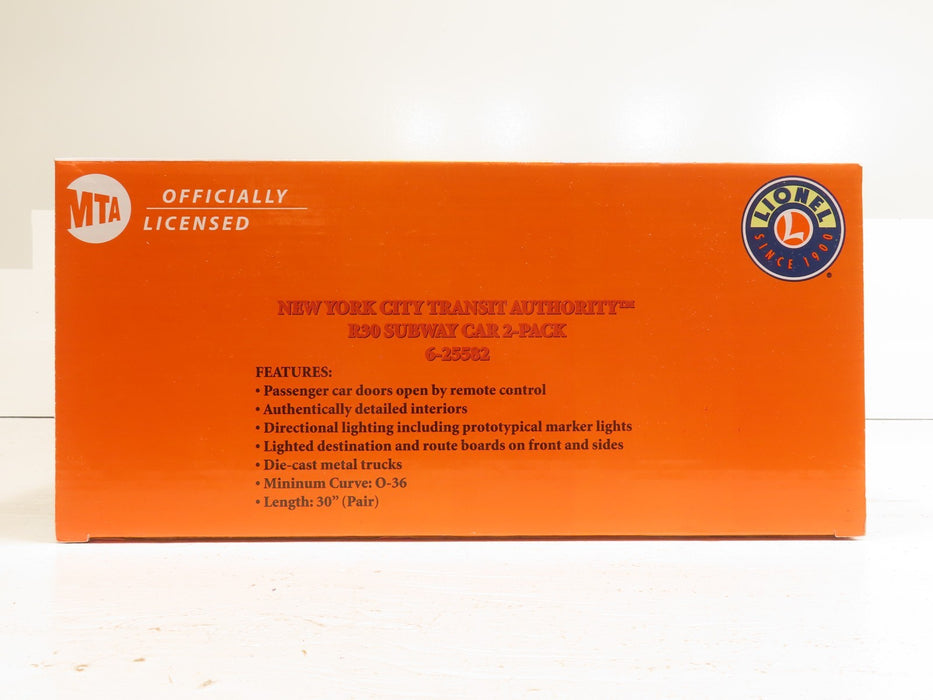 MTA
OFFICIALLY
LICENSED
LIONEL
L
SINCE 1900
®
NEW YORK CITY TRANSIT AUTHORITY™
R30 SUBWAY CAR 2-PACK
6-25582
FEATURES:
• Passenger car doors open by remote control
• Authentically detailed interiors
• Directional lighting including prototypical marker lights
• Lighted destination and route boards on front and sides
• Die-cast metal trucks
• Mininum Curve: O-36
• Length: 30” (Pair)